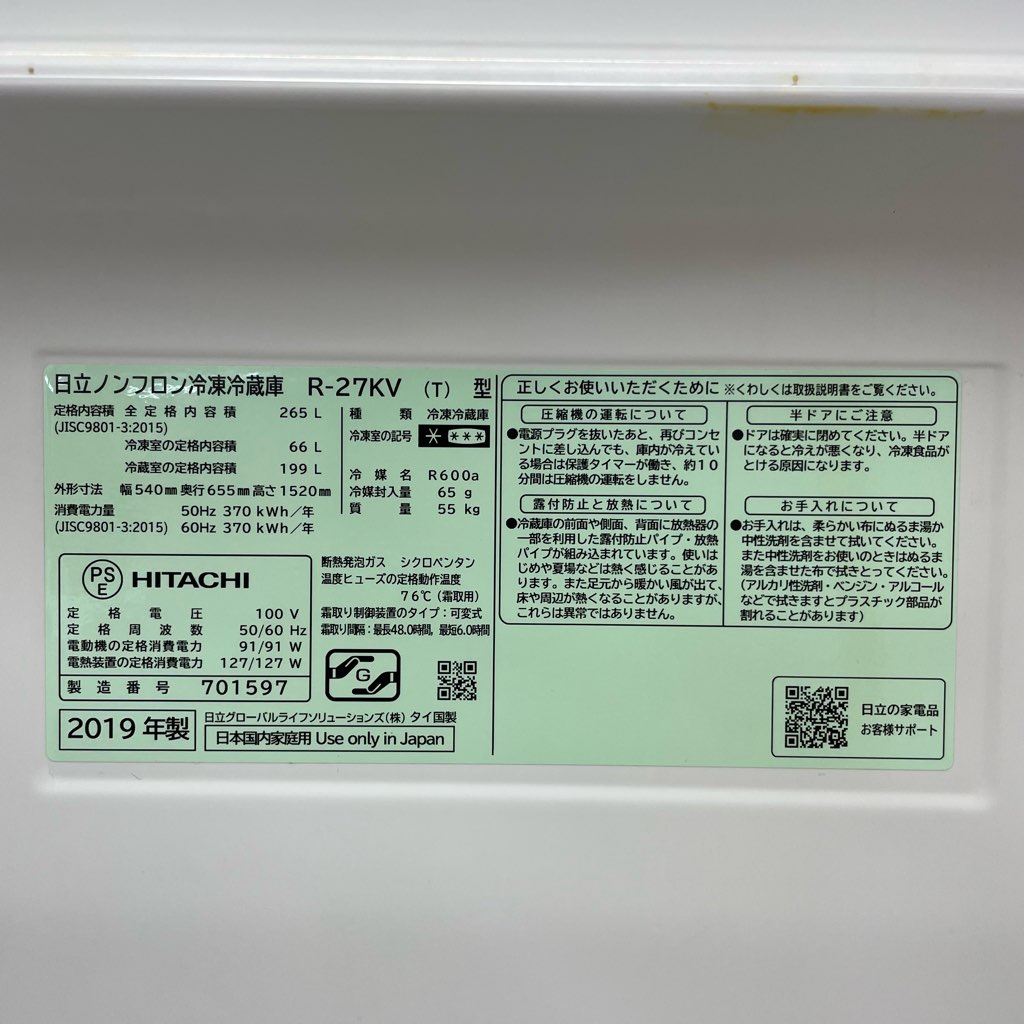 日立ノンフロン冷凍冷蔵庫 R-27KV (T) 型
定格内容積 全定格内容積 265 L
(JISC9801-3:2015)
冷凍室の定格内容積 66 L
冷蔵室の定格内容積 199 L
外形寸法 幅540mm奥行655mm高さ1520mm
消費電力量 50Hz 370 kWh/年
(JISC9801-3:2015) 60Hz 370 kWh/年
種類 冷凍冷蔵庫
冷凍室の記号
冷媒名 R600a
冷媒封入量 65 g
質量 55 kg
PSE HITACHI
定格電圧 100 V
定格周波数 50/60 Hz
電動機の定格消費電力 91/91 W
電熱装置の定格消費電力 127/127 W
製造番号 701597
断熱発泡ガス シクロペンタン
温度ヒューズの定格動作温度
76℃(霜取用)
霜取り制御装置のタイプ:可変式
霜取り間隔:最長48.0時間, 最短6.0時間
G
2019年製
日立グローバルライフソリューションズ(株) タイ国製
日本国内家庭用 Use only in Japan
正しくお使いいただくために ※くわしくは取扱説明書をご覧ください。
圧縮機の運転について
●電源プラグを抜いたあと、再びコンセ
ントに差し込んでも、庫内が冷えてい
る場合は保護タイマーが働き、約10
分間は圧縮機の運転をしません。
露付防止と放熱について
●冷蔵庫の前面や側面、背面に放熱器の
一部を利用した露付防止パイプ・放熱
パイプが組み込まれています。使いは
じめや夏場などは熱く感じることがあ
ります。また足元から暖かい風が出て、
床や周辺が熱くなることがありますが、
これらは異常ではありません。
半ドアにご注意
●ドアは確実に閉めてください。半ドア
になると冷えが悪くなり、冷凍食品が
とける原因になります。
お手入れについて
●お手入れは、柔らかい布にぬるま湯か
中性洗剤を含ませて拭いてください。
また中性洗剤をお使いのときはぬるま
湯を含ませた布で拭きとってください。
(アルカリ性洗剤・ベンジン・アルコール
などで拭きますとプラスチック部品が
割れることがあります)
日立の家電品
お客様サポート